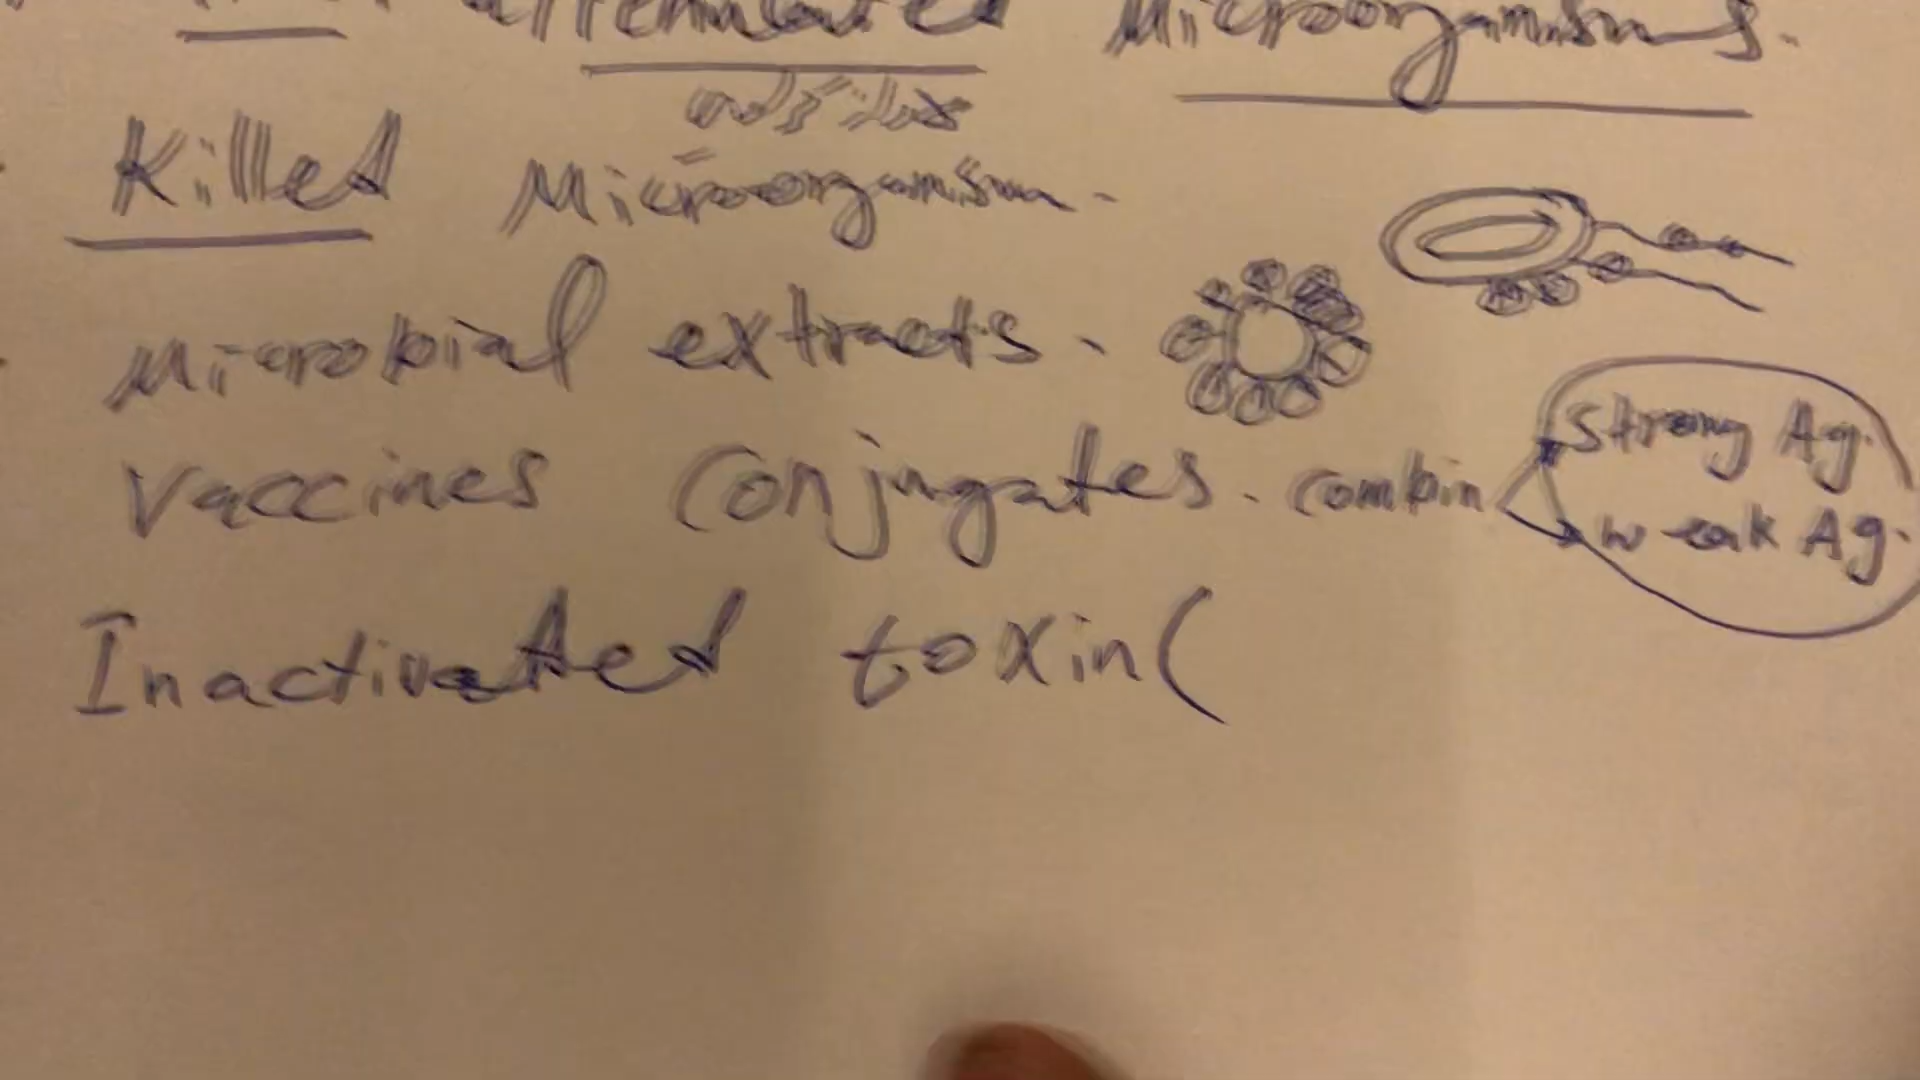 attenuated Microorganisms.
Killed Microorganism.
Microbial extracts.
Vaccines Conjugates. Combin
Strong Ag.
weak Ag.
Inactivated toxin(